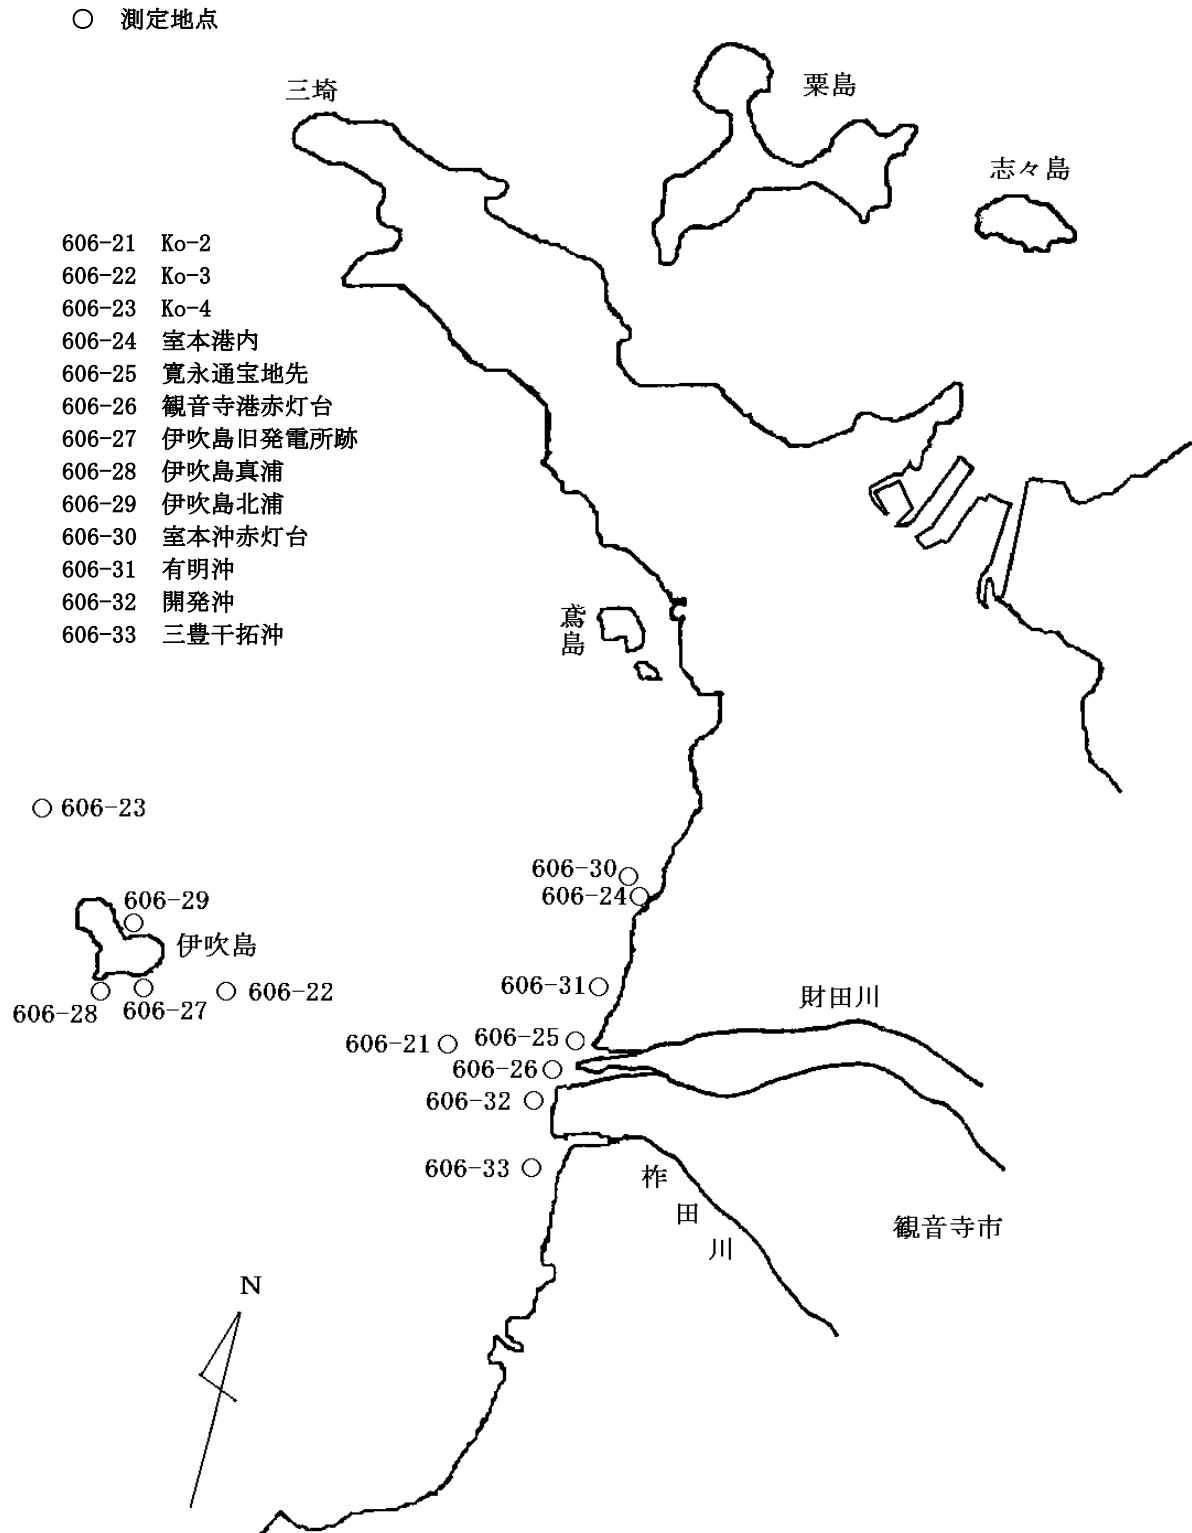 ○ 測定地点
三埼
粟島
志々島
606-21 Ko-2
606-22 Ko-3
606-23 Ko-4
606-24 室本港内
606-25 寛永通宝地先
606-26 観音寺港赤灯台
606-27 伊吹島旧発電所跡
606-28 伊吹島真浦
606-29 伊吹島北浦
606-30 室本沖赤灯台
606-31 有明沖
606-32 開発沖
606-33 三豊干拓沖
蔦島
606-23
606-30
606-24
606-29
伊吹島
606-31
606-22
606-28
606-27
財田川
606-25
606-21
606-26
606-32
606-33
柞田川
観音寺市
N